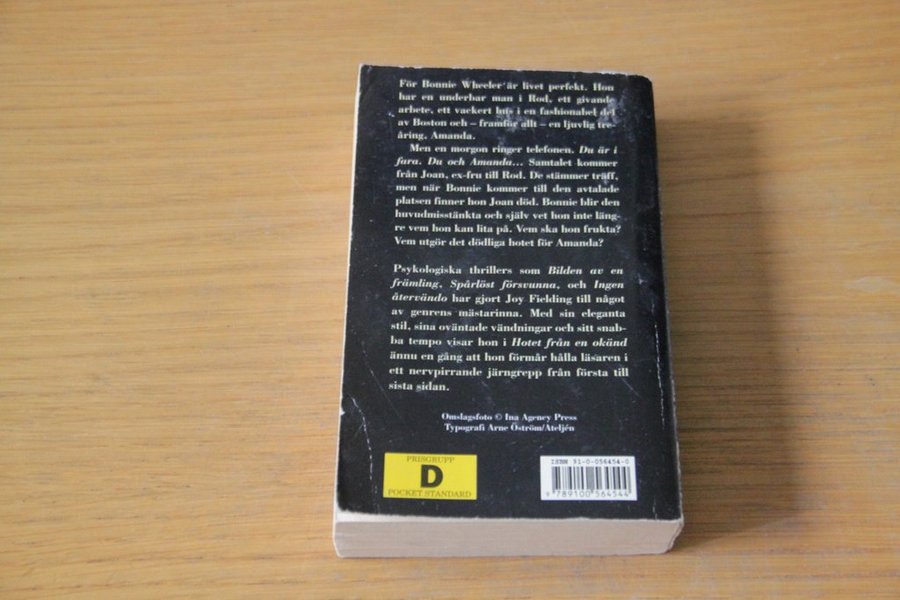 För Bonnie Wheeler är livet perfekt. Hon
har en underbar man i Rod, ett givande
arbete, ett vackert hus i en fashionabel del
av Boston och – framför allt – en ljuvlig tre-
åring, Amanda.
Men en morgon ringer telefonen. Du är i
fara. Du och Amanda... Samtalet kommer
från Joan, ex-fru till Rod. De stämmer träff,
men när Bonnie kommer till den avtalade
platsen finner hon Joan död. Bonnie blir den
huvudmisstänkta och själv vet hon inte läng-
re vem hon kan lita på. Vem ska hon frukta?
Vem utgör det dödliga hotet för Amanda?
Psykologiska thrillers som Bilden av en
främling, Spårlöst försvunna, och Ingen
återvändo har gjort Joy Fielding till något
av genrens mästarinna. Med sin eleganta
stil, sina oväntade vändningar och sitt snab-
ba tempo visar hon i Hotet från en okänd
ännu en gång att hon förmår hålla läsaren i
ett nervpirrande järngrepp från första till
sista sidan.
Omslagsfoto © Ina Agency Press
Typografi Arne Öström/Ateljén
PRISGRUPP
D
POCKET STANDARD
ISBN 91-0-056454-0
9 789100 564544